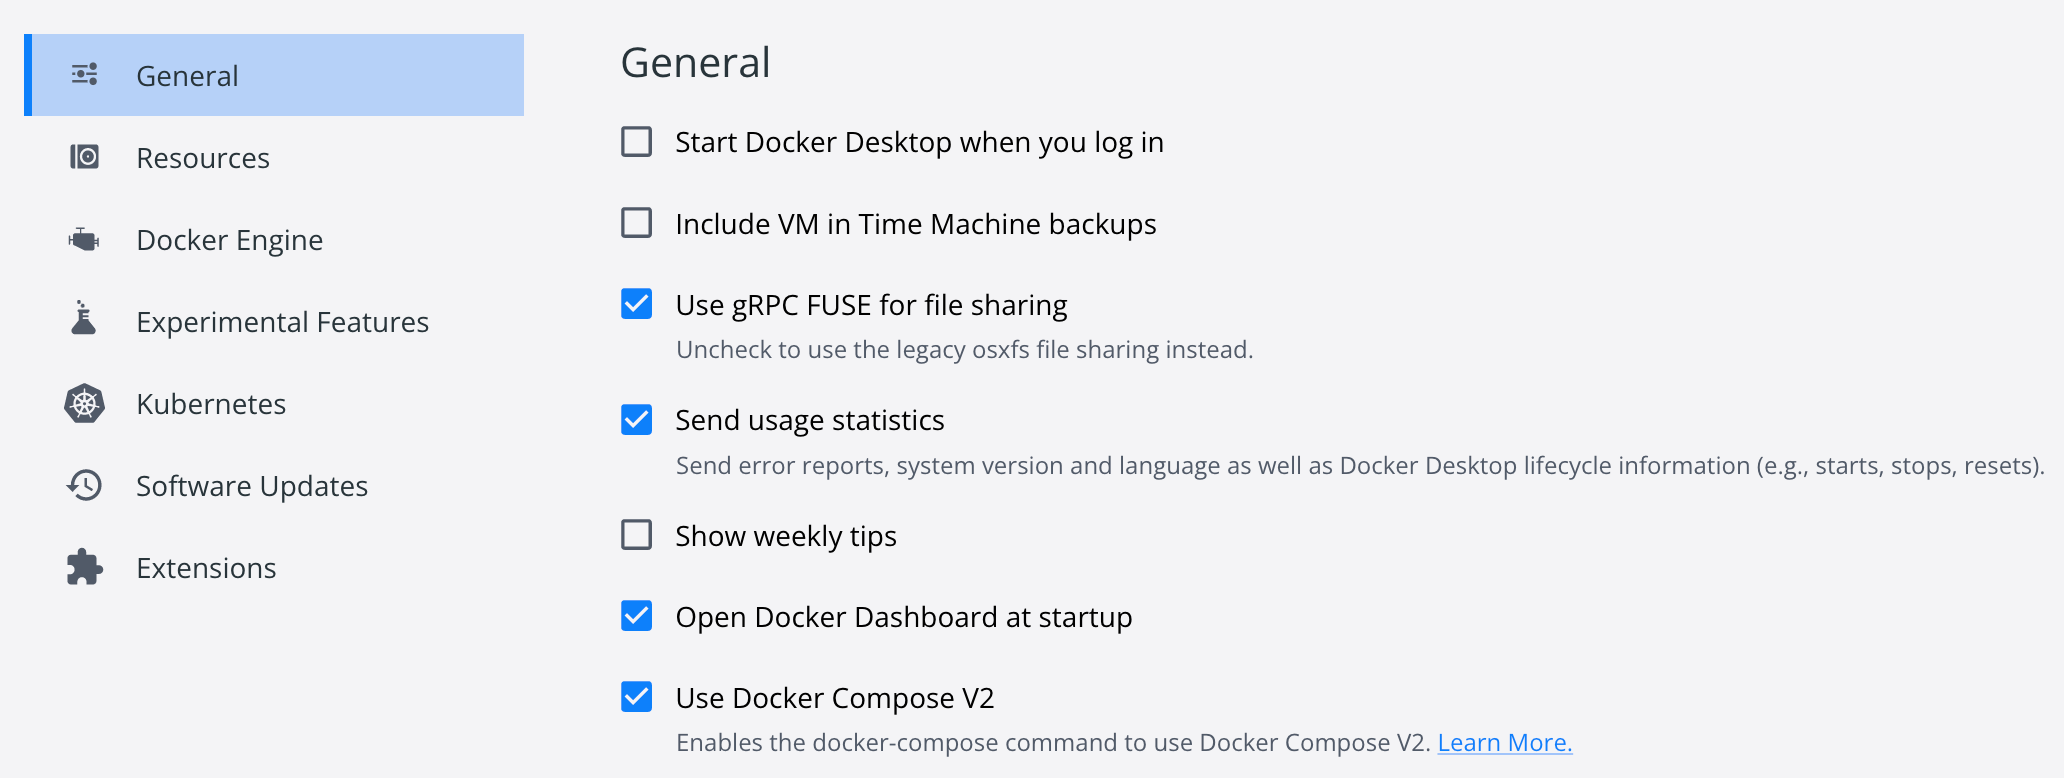 General
Resources
Docker Engine
Experimental Features
Kubernetes
Software Updates
Extensions
General
Start Docker Desktop when you log in
Include VM in Time Machine backups
Use gRPC FUSE for file sharing
Uncheck to use the legacy osxfs file sharing instead.
Send usage statistics
Send error reports, system version and language as well as Docker Desktop lifecycle information (e.g., starts, stops, resets).
Show weekly tips
Open Docker Dashboard at startup
Use Docker Compose V2
Enables the docker-compose command to use Docker Compose V2. Learn More.